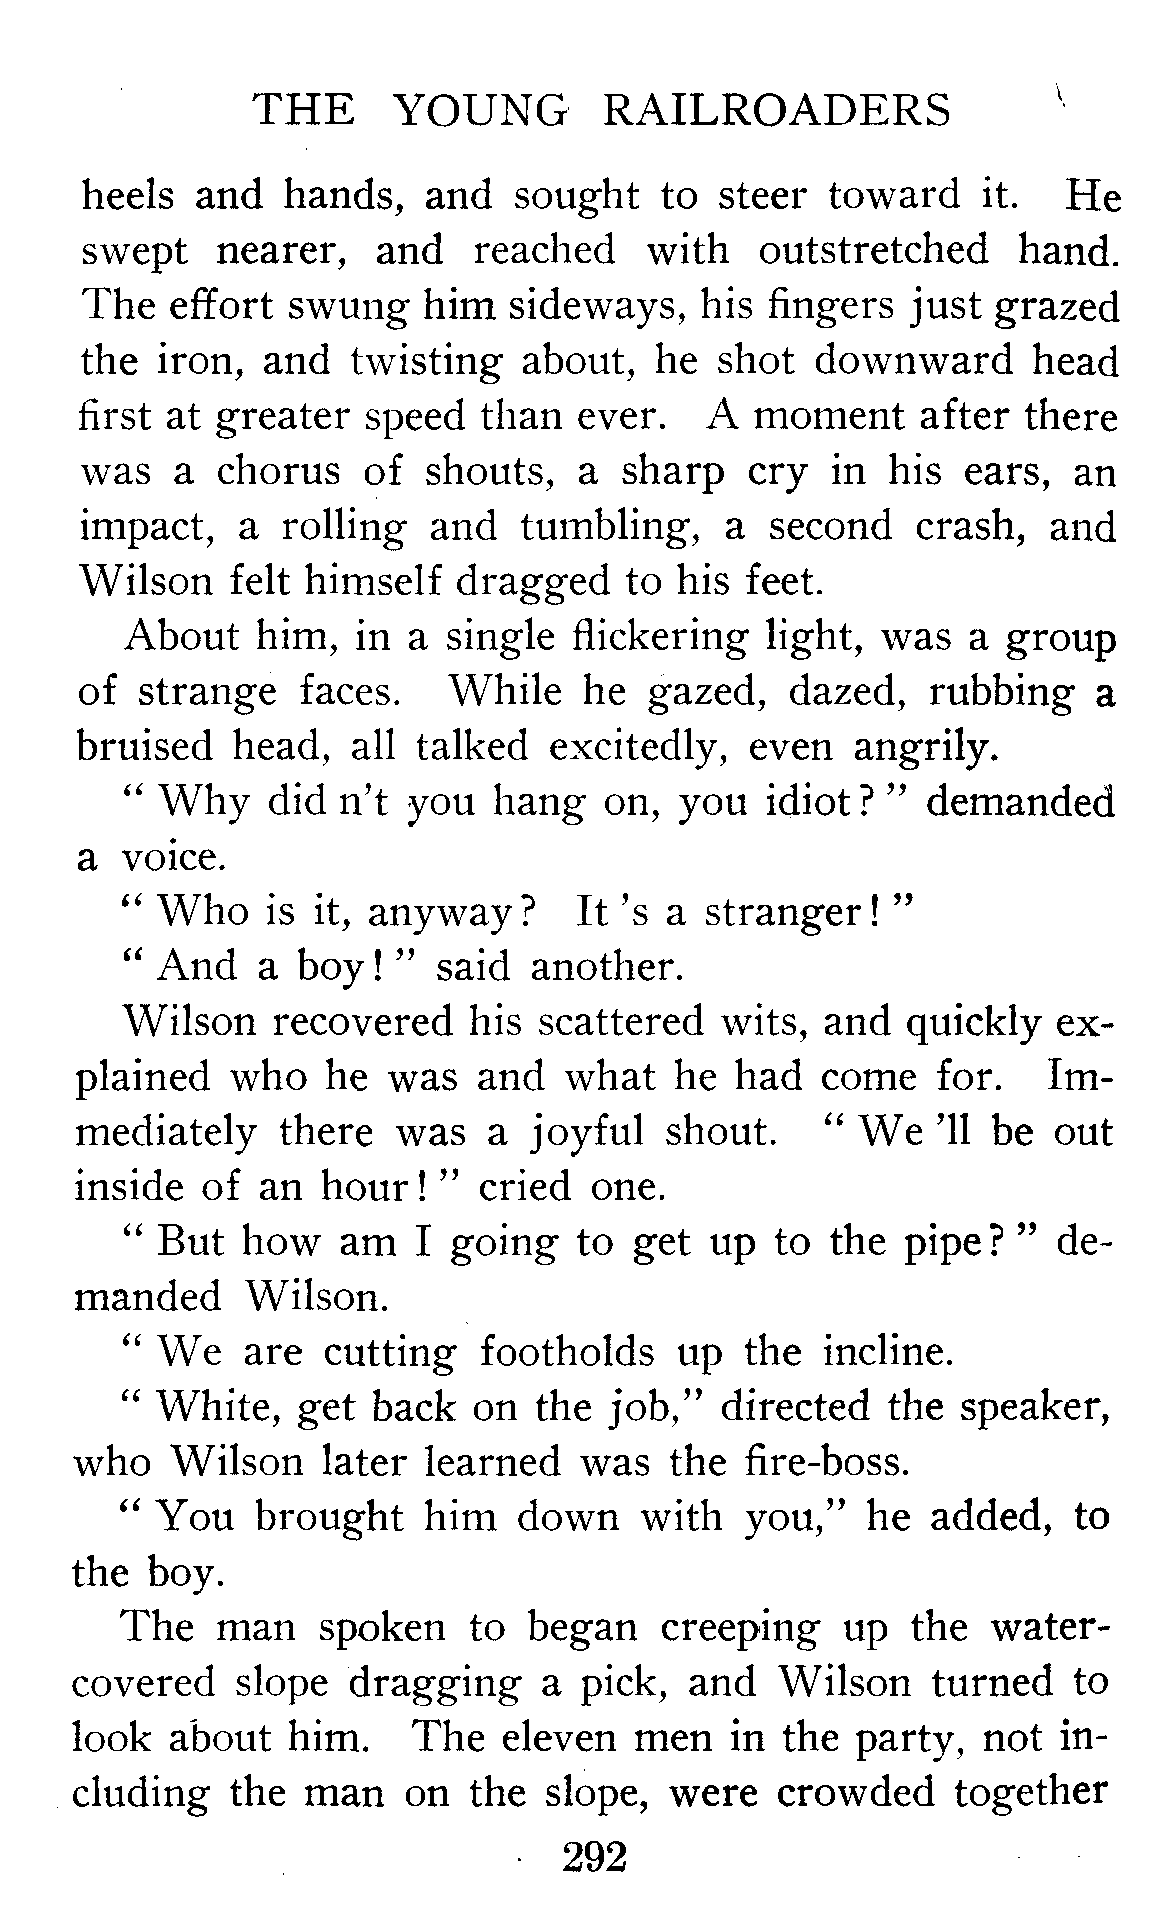 THE YOUNG RAILROADERS
heels and hands, and sought to steer toward it. He
swept nearer, and reached with outstretched hand.
The effort swung him sideways, his fingers just grazed
the iron, and twisting about, he shot downward head
first at greater speed than ever. A moment after there
was a chorus of shouts, a sharp cry in his ears, an
impact, a rolling and tumbling, a second crash, and
Wilson felt himself dragged to his feet.
About him, in a single flickering light, was a group
of strange faces. While he gazed, dazed, rubbing a
bruised head, all talked excitedly, even angrily.
“ Why did n’t you hang on, you idiot? ” demanded
a voice.
“ Who is it, anyway? It ’s a stranger! ”
“ And a boy! ” said another.
Wilson recovered his scattered wits, and quickly ex-
plained who he was and what he had come for. Im-
mediately there was a joyful shout. “ We ’ll be out
inside of an hour! ” cried one.
“ But how am I going to get up to the pipe? ” de-
manded Wilson.
“ We are cutting footholds up the incline.
“ White, get back on the job,” directed the speaker,
who Wilson later learned was the fire-boss.
“ You brought him down with you,” he added, to
the boy.
The man spoken to began creeping up the water-
covered slope dragging a pick, and Wilson turned to
look about him. The eleven men in the party, not in-
cluding the man on the slope, were crowded together
292